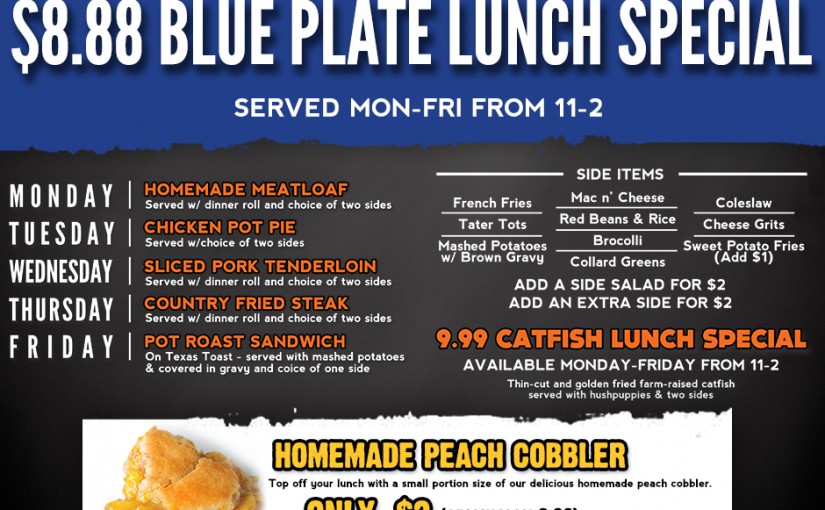 $8.88 BLUE PLATE LUNCH SPECIAL
SERVED MON-FRI FROM 11-2
MONDAY
HOMEMADE MEATLOAF
Served w/ dinner roll and choice of two sides
TUESDAY
CHICKEN POT PIE
Served w/choice of two sides
WEDNESDAY
SLICED PORK TENDERLOIN
Served w/ dinner roll and choice of two sides
THURSDAY
COUNTRY FRIED STEAK
Served w/ dinner roll and choice of two sides
FRIDAY
POT ROAST SANDWICH
On Texas Toast - served with mashed potatoes
& covered in gravy and coice of one side
SIDE ITEMS
French Fries
Tater Tots
Mashed Potatoes
w/ Brown Gravy
Mac n' Cheese
Red Beans & Rice
Brocolli
Collard Greens
Coleslaw
Cheese Grits
Sweet Potato Fries
(Add $1)
ADD A SIDE SALAD FOR $2
ADD AN EXTRA SIDE FOR $2
9.99 CATFISH LUNCH SPECIAL
AVAILABLE MONDAY-FRIDAY FROM 11-2
Thin-cut and golden fried farm-raised catfish
served with hushpuppies & two sides
HOMEMADE PEACH COBBLER
Top off your lunch with a small portion size of our delicious homemade peach cobbler.
ONLY